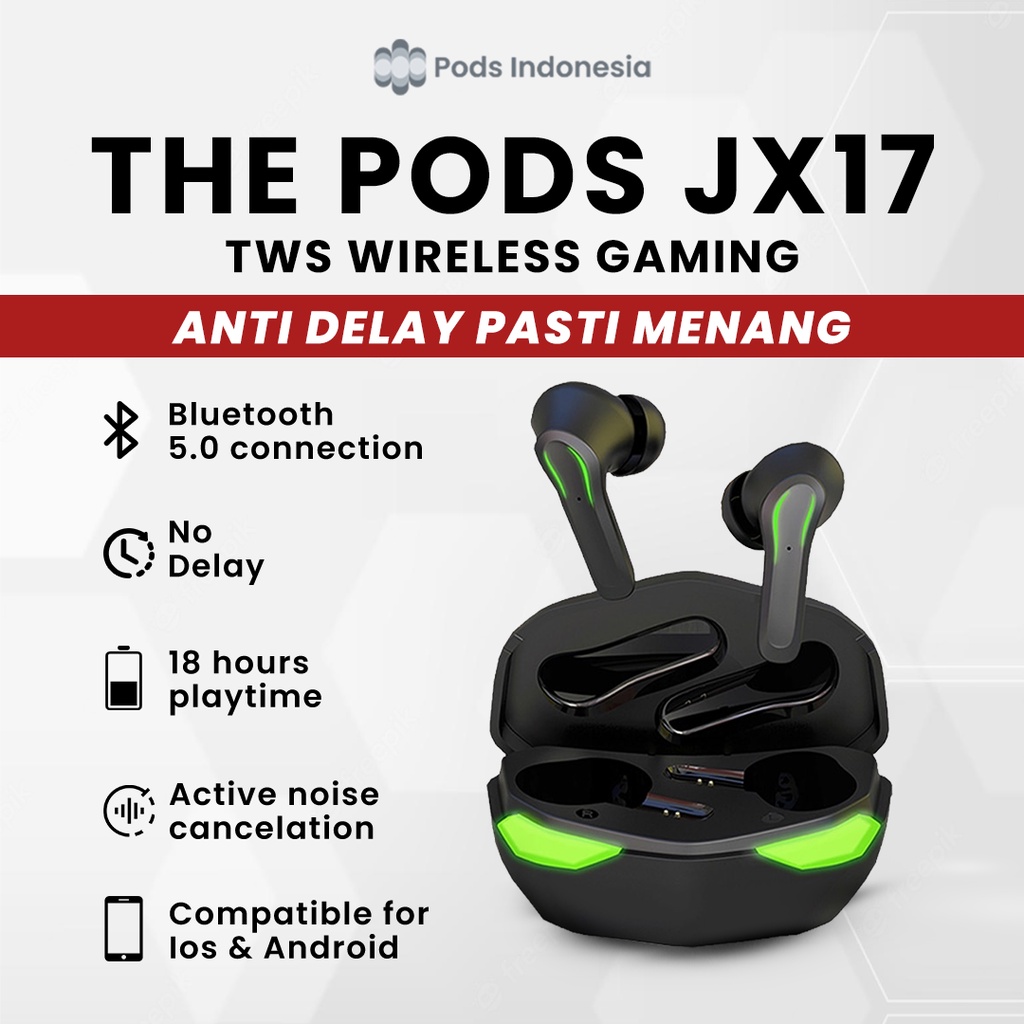 Pods Indonesia
THE PODS JX17
TWS WIRELESS GAMING
ANTI DELAY PASTI MENANG
Bluetooth
5.0 connection
No
Delay
18 hours
playtime
Active noise
cancelation
Compatible for
Ios & Android
R